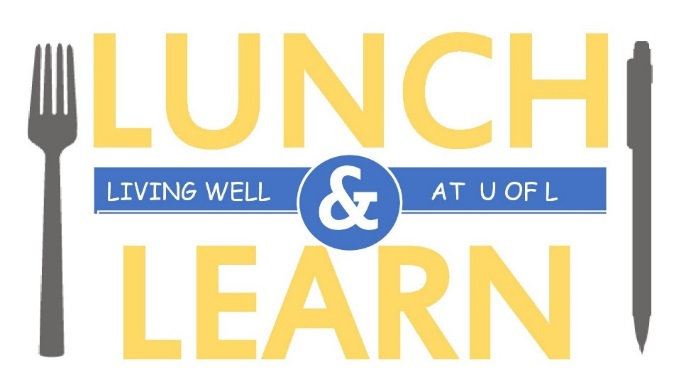 LUNCH
LIVING WELL & AT U OF L
LEARN